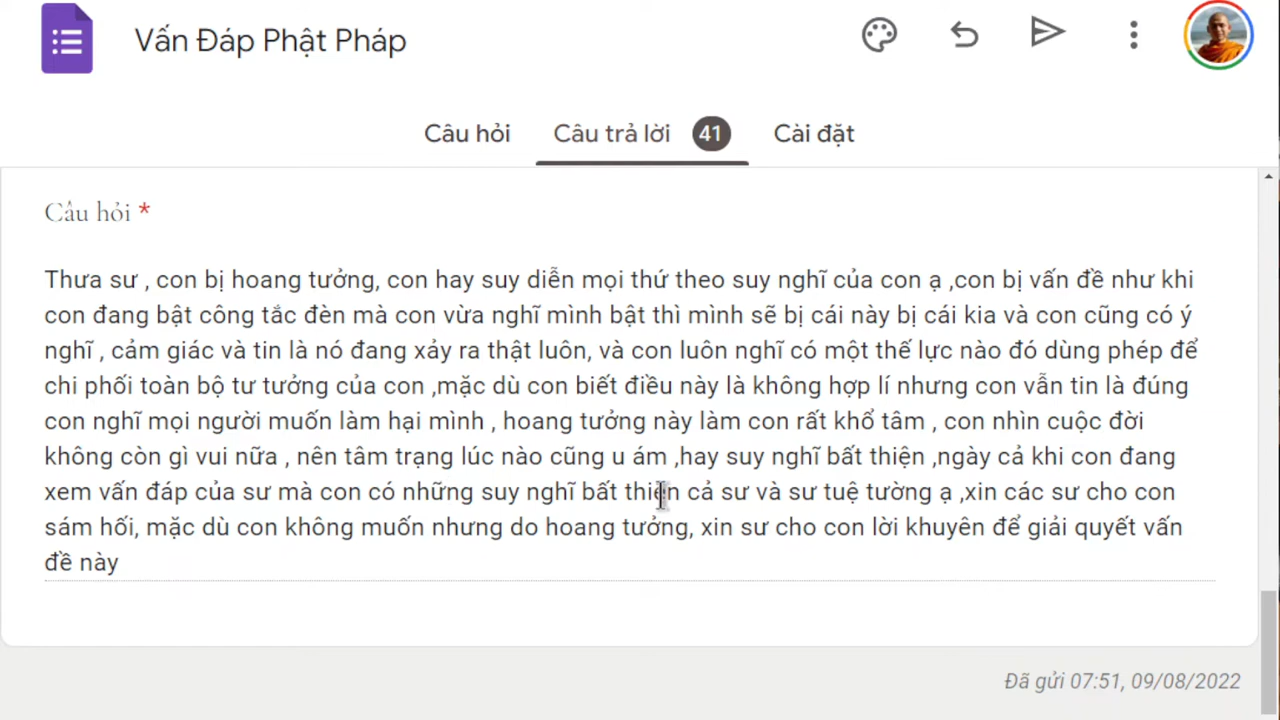 Vấn Đáp Phật Pháp
Câu hỏi
Câu trả lời 41
Cài đặt
Câu hỏi *
Thưa sư , con bị hoang tưởng, con hay suy diễn mọi thứ theo suy nghĩ của con ạ ,con bị vấn đề như khi
con đang bật công tắc đèn mà con vừa nghĩ mình bật thì mình sẽ bị cái này bị cái kia và con cũng có ý
nghĩ , cảm giác và tin là nó đang xảy ra thật luôn, và con luôn nghĩ có một thế lực nào đó dùng phép để
chi phối toàn bộ tư tưởng của con ,mặc dù con biết điều này là không hợp lí nhưng con vẫn tin là đúng
con nghĩ mọi người muốn làm hại mình , hoang tưởng này làm con rất khổ tâm , con nhìn cuộc đời
không còn gì vui nữa , nên tâm trạng lúc nào cũng u ám ,hay suy nghĩ bất thiện ,ngày cả khi con đang
xem vấn đáp của sư mà con có những suy nghĩ bất thiện cả sư và sư tuệ tường ạ ,xin các sư cho con
sám hối, mặc dù con không muốn nhưng do hoang tưởng, xin sư cho con lời khuyên để giải quyết vấn
đề này
Đã gửi 07:51, 09/08/2022